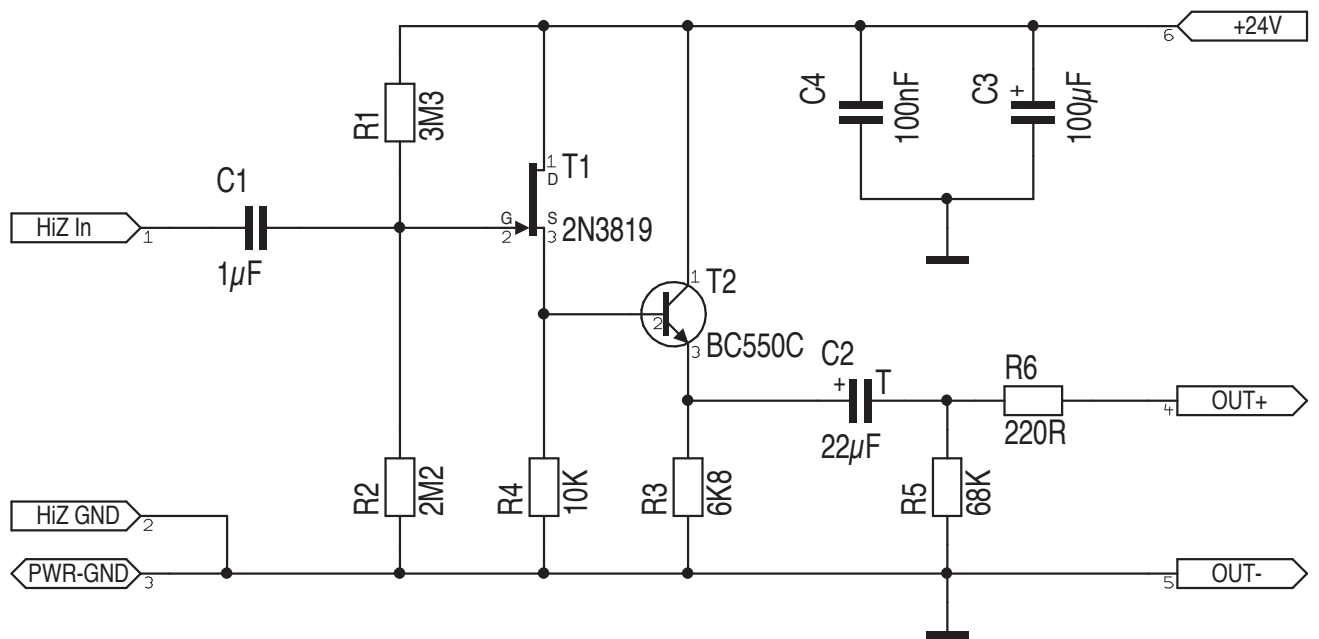 +24V
6
R1
3M3
C4
100nF
C3
+
100µF
C1
1µF
HiZ In
1
1
D
T1
G
2
S
3
2N3819
1
T2
2
3
BC550C
C2
+
T
22µF
R6
220R
OUT+
4
R2
2M2
R4
10K
R3
6K8
R5
68K
HiZ GND
2
PWR-GND
3
OUT-
5